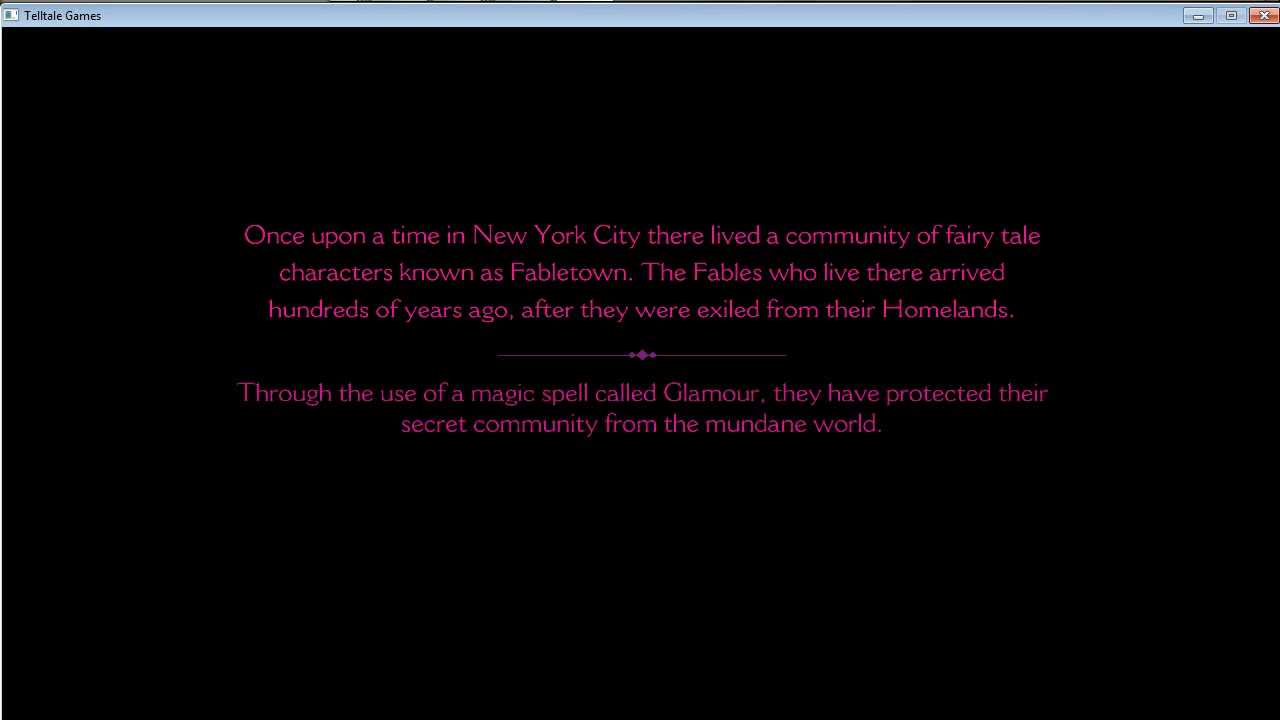 Telltale Games
Once upon a time in New York City there lived a community of fairy tale
characters known as Fabletown. The Fables who live there arrived
hundreds of years ago, after they were exiled from their Homelands.
Through the use of a magic spell called Glamour, they have protected their
secret community from the mundane world.